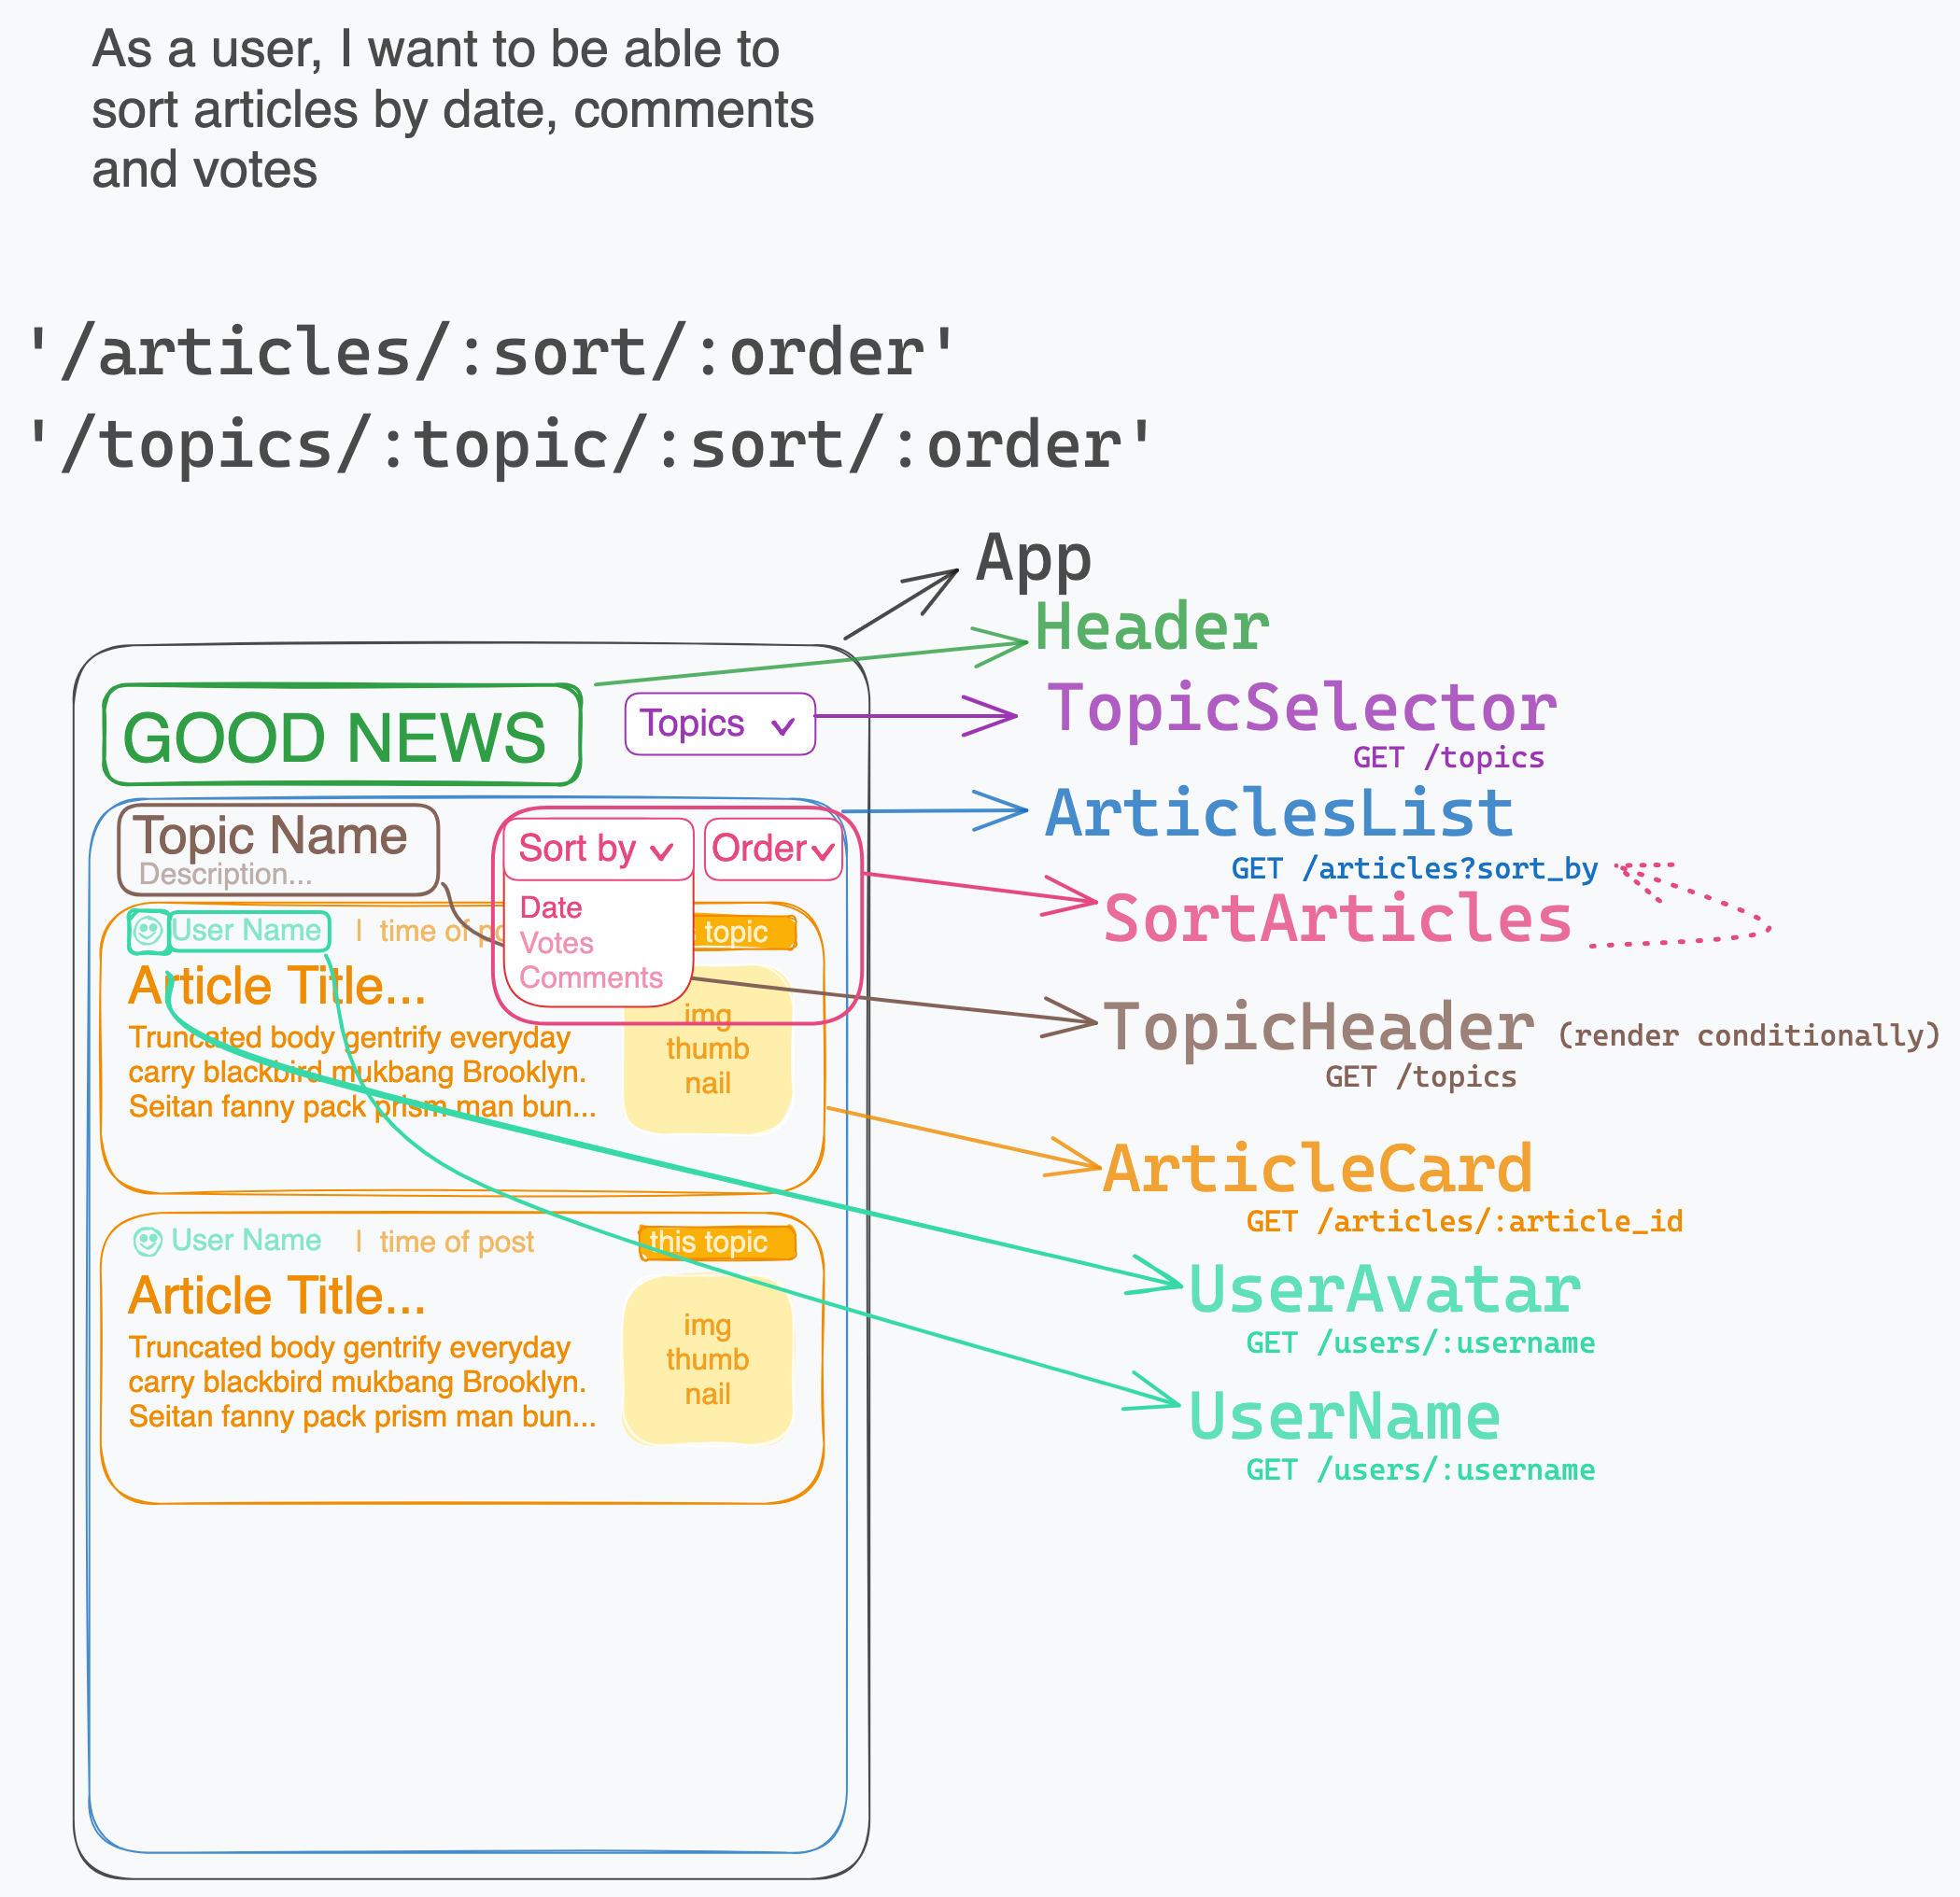 As a user, I want to be able to
sort articles by date, comments
and votes
'/articles/:sort/:order'
'/topics/:topic/:sort/:order'
App
Header
GOOD NEWS
Topics
TopicSelector
GET /topics
ArticlesList
GET /articles?sort_by
Topic Name
Description...
Sort by
Order
Date
Votes
Comments
SortArticles
User Name | time of po
topic
Article Title...
Truncated body gentrify everyday
carry blackbird mukbang Brooklyn.
Seitan fanny pack prism man bun...
img
thumb
nail
TopicHeader (render conditionally)
GET /topics
ArticleCard
GET /articles/:article_id
User Name | time of post
this topic
Article Title...
Truncated body gentrify everyday
carry blackbird mukbang Brooklyn.
Seitan fanny pack prism man bun...
img
thumb
nail
UserAvatar
GET /users/:username
UserName
GET /users/:username